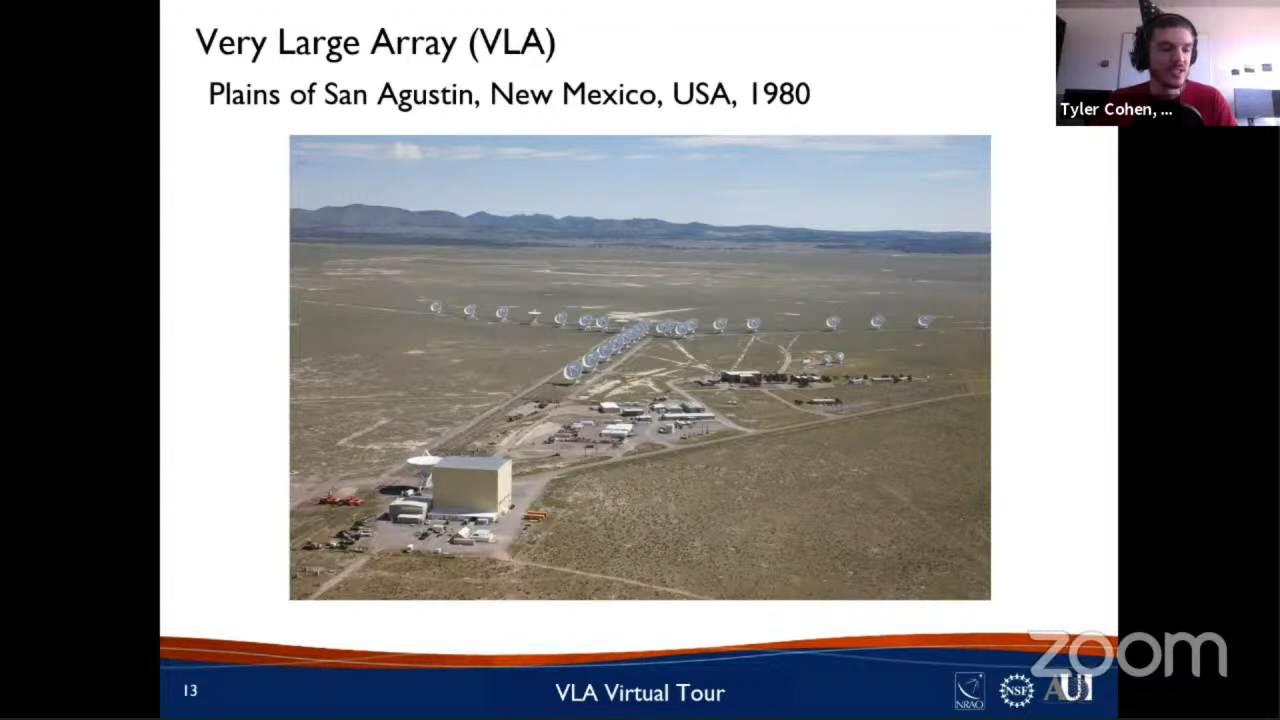 Very Large Array (VLA)
Plains of San Agustin, New Mexico, USA, 1980
Tyler Cohen, ...
zoom
13
VLA Virtual Tour
NRAO
NSF
AUI